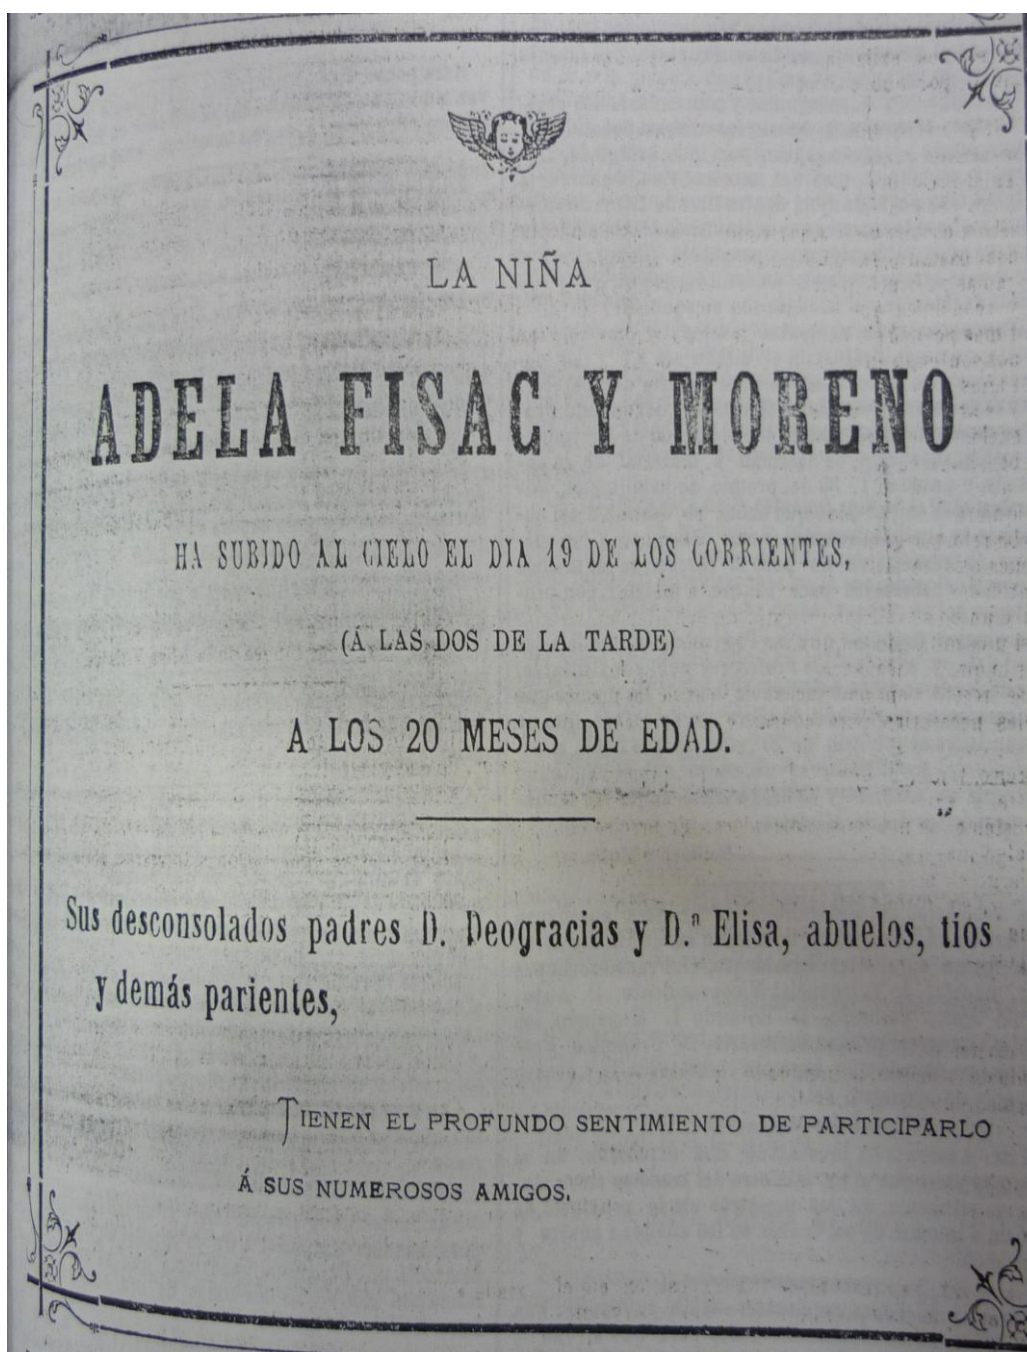 LA NIÑA
ADELA FISAC Y MORENO
HA SUBIDO AL CIELO EL DIA 19 DE LOS CORRIENTES,
(Á LAS DOS DE LA TARDE)
A LOS 20 MESES DE EDAD.
Sus desconsolados padres D. Deogracias y D.ª Elisa, abuelos, tios
y demás parientes,
TIENEN EL PROFUNDO SENTIMIENTO DE PARTICIPARLO
Á SUS NUMEROSOS AMIGOS.